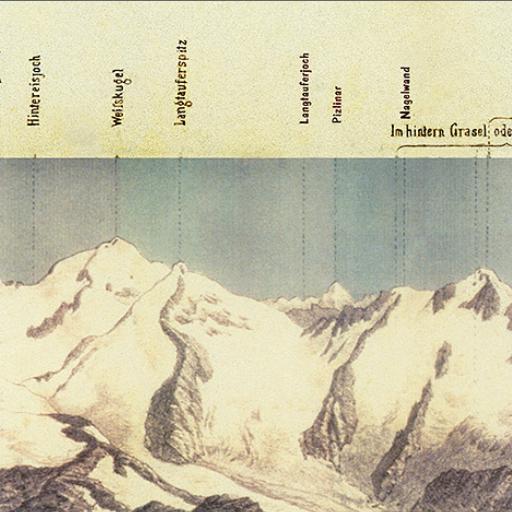 Hintereisjoch
Weißkugel
Langtauferspitz
Langtauferjoch
Pizlinar
Nagelwand
Im hintern Grasel, ode